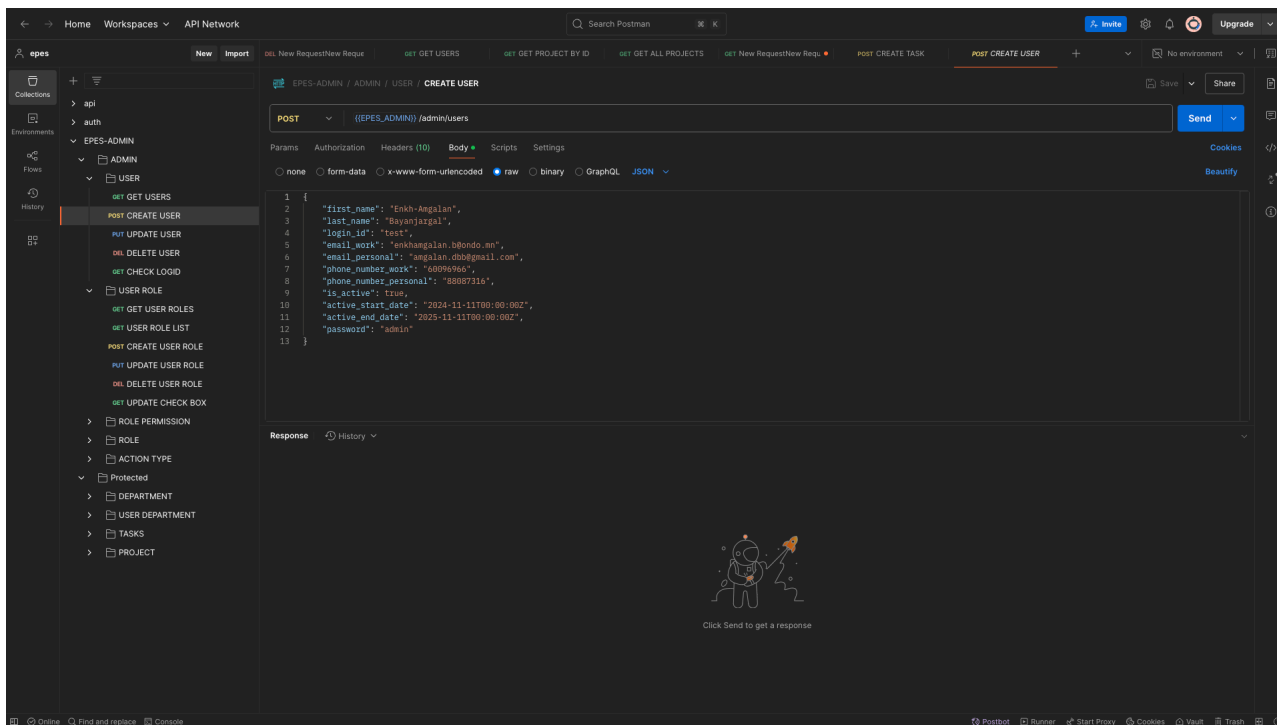 Home Workspaces API Network Search Postman ⌘ K Invite Upgrade
epes New Import DEL New RequestNew Reque GET GET USERS GET GET PROJECT BY ID GET GET ALL PROJECTS GET New RequestNew Requ POST CREATE TASK POST CREATE USER No environment
Collections
Environments
Flows
History
api
auth
EPES-ADMIN
ADMIN
USER
GET GET USERS
POST CREATE USER
PUT UPDATE USER
DEL DELETE USER
GET CHECK LOGID
USER ROLE
GET GET USER ROLES
GET USER ROLE LIST
POST CREATE USER ROLE
PUT UPDATE USER ROLE
DEL DELETE USER ROLE
GET UPDATE CHECK BOX
ROLE PERMISSION
ROLE
ACTION TYPE
Protected
DEPARTMENT
USER DEPARTMENT
TASKS
PROJECT
EPES-ADMIN / ADMIN / USER / CREATE USER Save Share
POST {{EPES_ADMIN}} /admin/users Send
Params Authorization Headers (10) Body Scripts Settings Cookies
none form-data x-www-form-urlencoded raw binary GraphQL JSON Beautify
1 {
2 "first_name": "Enkh-Amgalan",
3 "last_name": "Bayanjargal",
4 "login_id": "test",
5 "email_work": "enkhamgalan.b@ondo.mn",
6 "email_personal": "amgalan.dbb@gmail.com",
7 "phone_number_work": "60096966",
8 "phone_number_personal": "88087316",
9 "is_active": true,
10 "active_start_date": "2024-11-11T00:00:00Z",
11 "active_end_date": "2025-11-11T00:00:00Z",
12 "password": "admin"
13 }
Response History
Click Send to get a response
Online Find and replace Console Postbot Runner Start Proxy Cookies Vault Trash